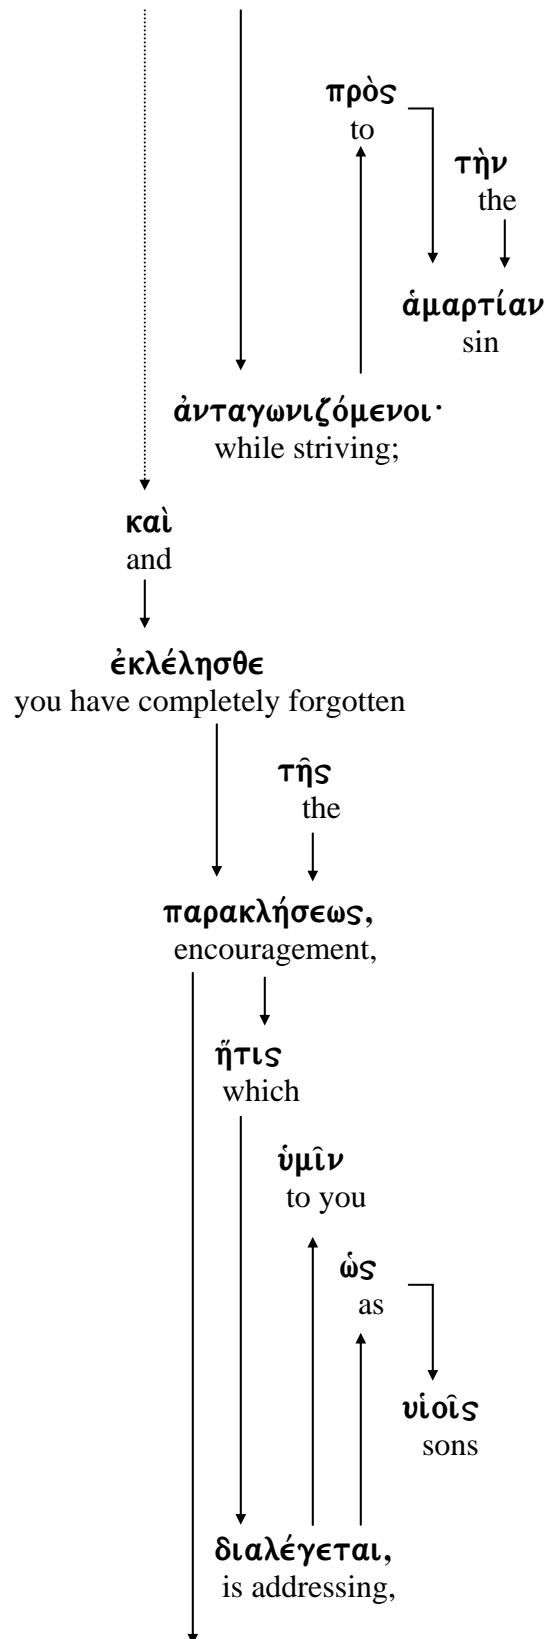 πρὸς
to
τὴν
the
ἁμαρτίαν
sin
ἀνταγωνιζόμενοι·
while striving;
καὶ
and
ἐκλέλησθε
you have completely forgotten
τῆς
the
παρακλήσεως,
encouragement,
ἥτις
which
ὑμῖν
to you
ὡς
as
υἱοῖς
sons
διαλέγεται,
is addressing,